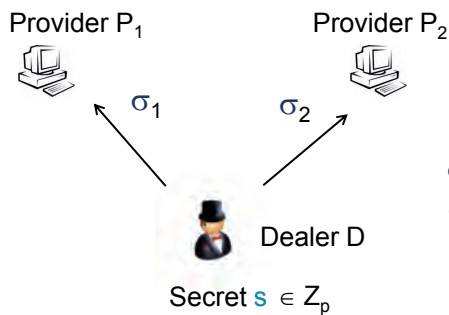 Provider P₁ Provider P₂
σ₁ σ₂
Dealer D
Secret s ∈ Zₚ